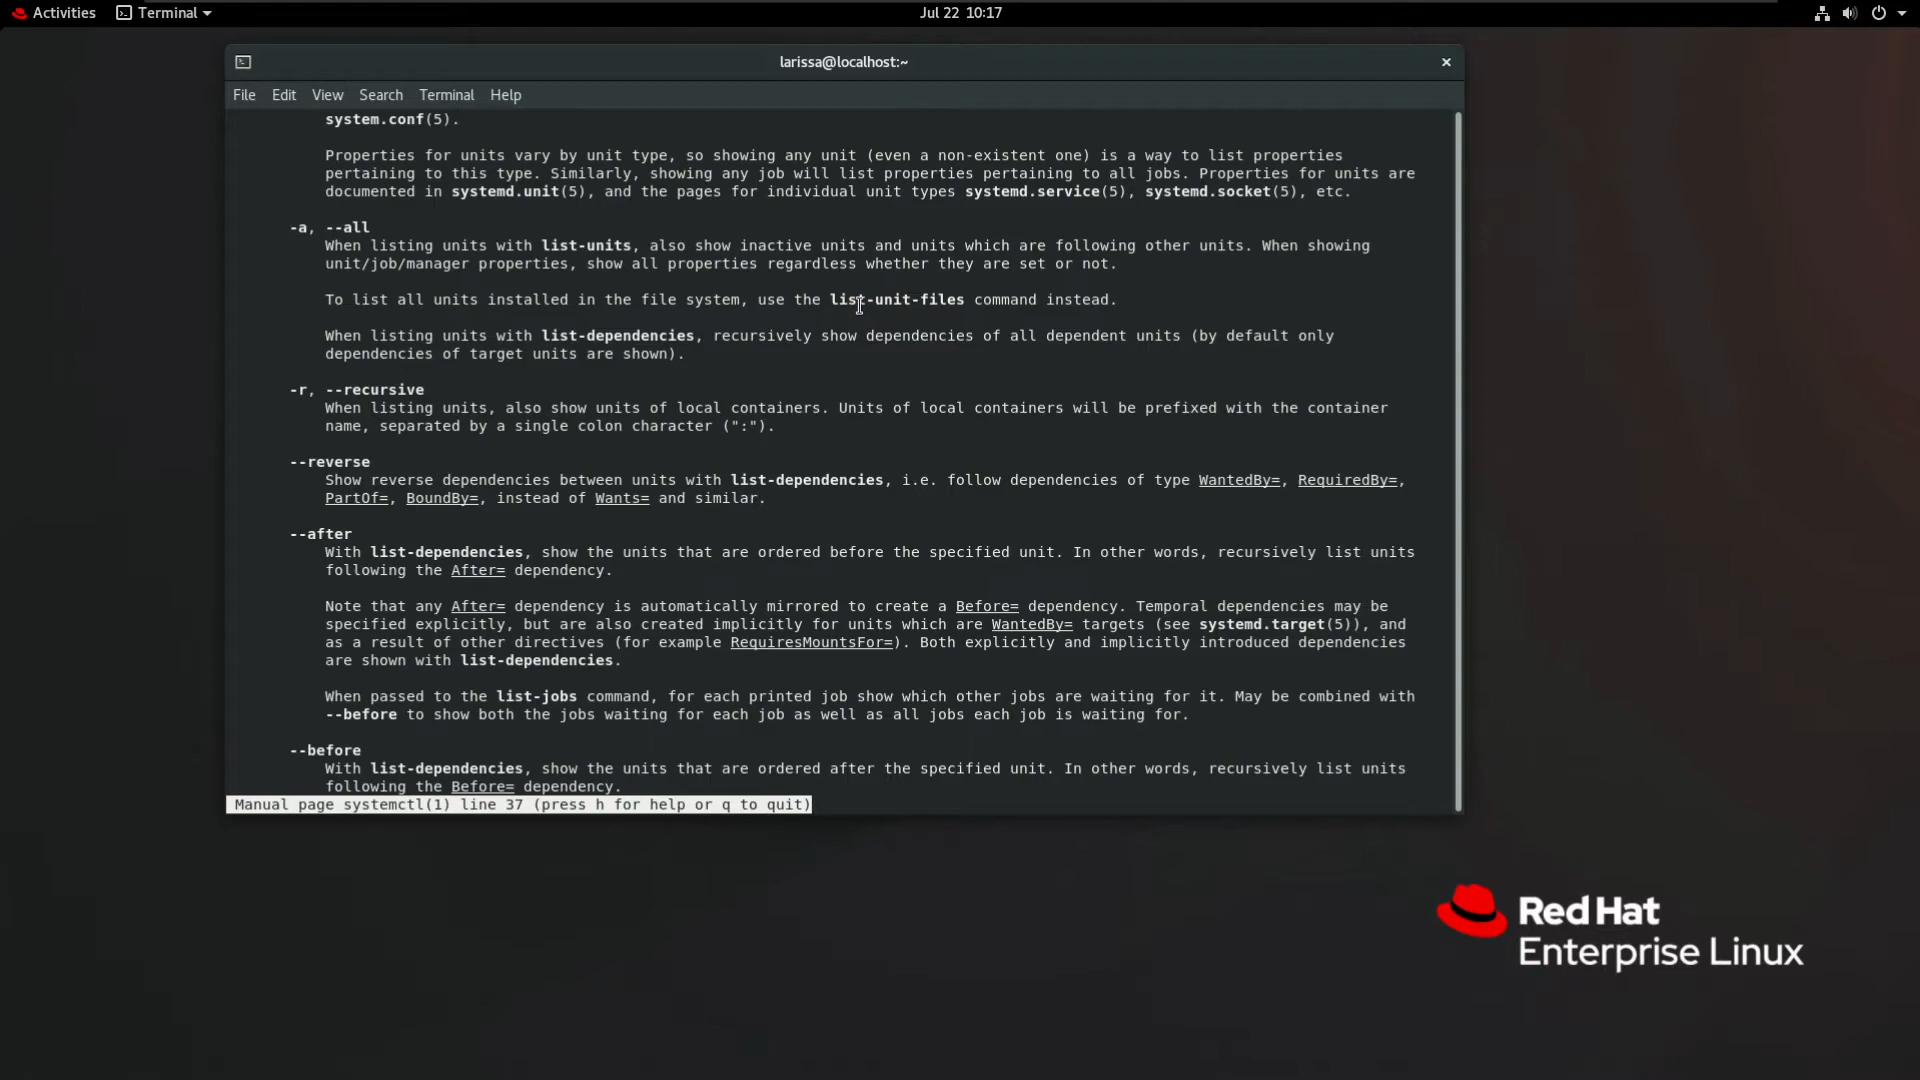 Activities Terminal Jul 22 10:17
larissa@localhost:~
File Edit View Search Terminal Help
system.conf(5).
Properties for units vary by unit type, so showing any unit (even a non-existent one) is a way to list properties
pertaining to this type. Similarly, showing any job will list properties pertaining to all jobs. Properties for units are
documented in systemd.unit(5), and the pages for individual unit types systemd.service(5), systemd.socket(5), etc.
-a, --all
When listing units with list-units, also show inactive units and units which are following other units. When showing
unit/job/manager properties, show all properties regardless whether they are set or not.
To list all units installed in the file system, use the list-unit-files command instead.
When listing units with list-dependencies, recursively show dependencies of all dependent units (by default only
dependencies of target units are shown).
-r, --recursive
When listing units, also show units of local containers. Units of local containers will be prefixed with the container
name, separated by a single colon character (":").
--reverse
Show reverse dependencies between units with list-dependencies, i.e. follow dependencies of type WantedBy=, RequiredBy=,
PartOf=, BoundBy=, instead of Wants= and similar.
--after
With list-dependencies, show the units that are ordered before the specified unit. In other words, recursively list units
following the After= dependency.
Note that any After= dependency is automatically mirrored to create a Before= dependency. Temporal dependencies may be
specified explicitly, but are also created implicitly for units which are WantedBy= targets (see systemd.target(5)), and
as a result of other directives (for example RequiresMountsFor=). Both explicitly and implicitly introduced dependencies
are shown with list-dependencies.
When passed to the list-jobs command, for each printed job show which other jobs are waiting for it. May be combined with
--before to show both the jobs waiting for each job as well as all jobs each job is waiting for.
--before
With list-dependencies, show the units that are ordered after the specified unit. In other words, recursively list units
following the Before= dependency.
Manual page systemctl(1) line 37 (press h for help or q to quit)
Red Hat
Enterprise Linux